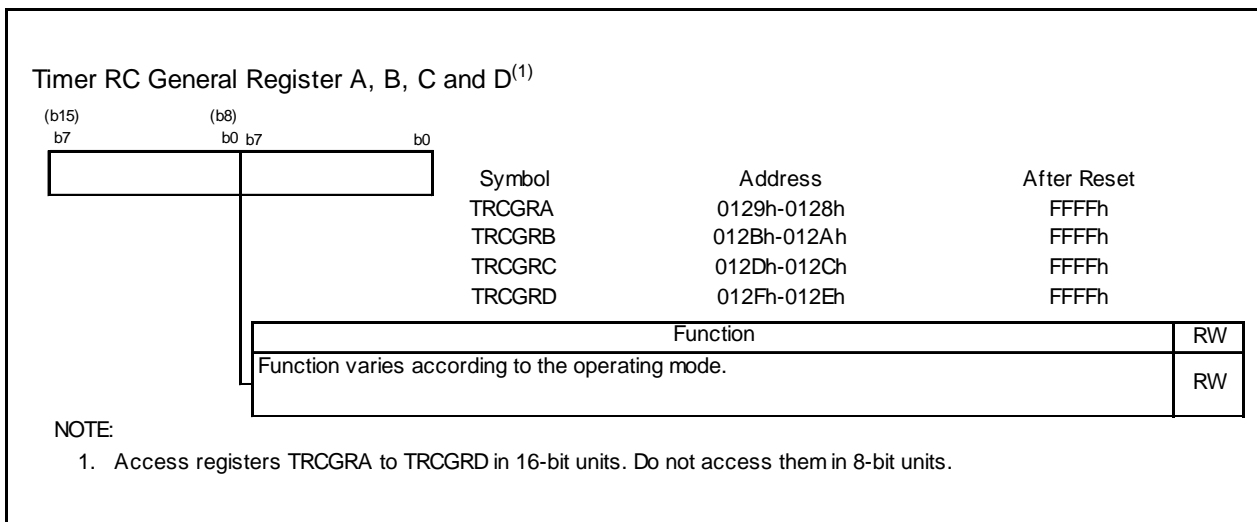 Timer RC General Register A, B, C and D(1)
(b15) (b8)
b7 b0 b7 b0
Symbol Address After Reset
TRCGRA 0129h-0128h FFFFh
TRCGRB 012Bh-012Ah FFFFh
TRCGRC 012Dh-012Ch FFFFh
TRCGRD 012Fh-012Eh FFFFh
Function RW
Function varies according to the operating mode. RW
NOTE:
1. Access registers TRCGRA to TRCGRD in 16-bit units. Do not access them in 8-bit units.